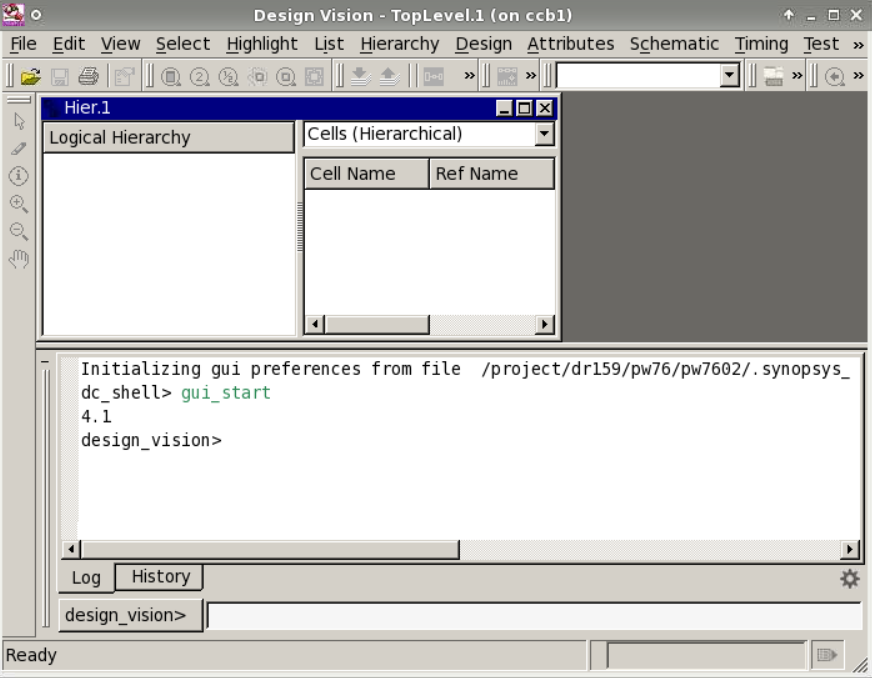 Design Vision - TopLevel.1 (on ccb1)
File Edit View Select Highlight List Hierarchy Design Attributes Schematic Timing Test »
» » » »
Hier.1
Logical Hierarchy
Cells (Hierarchical)
Cell Name Ref Name
Initializing gui preferences from file /project/dr159/pw76/pw7602/.synopsys_
dc_shell> gui_start
4.1
design_vision>
Log History
design_vision>
Ready